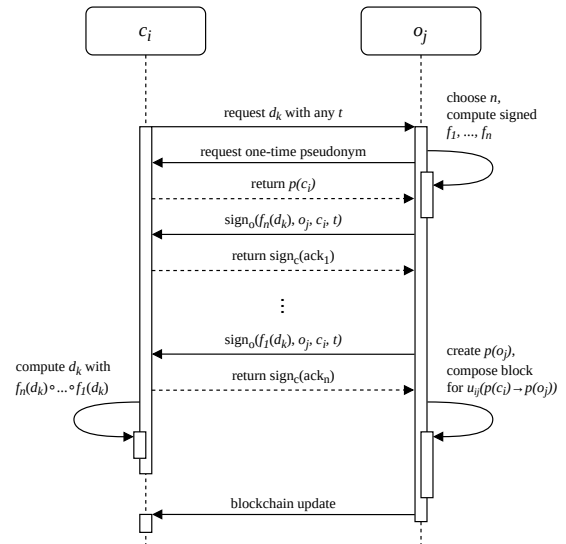 c_i
o_j
choose n,
compute signed
f_1, ..., f_n
request d_k with any t
request one-time pseudonym
return p(c_i)
sign_o(f_n(d_k), o_j, c_i, t)
return sign_c(ack_1)
⋮
sign_o(f_1(d_k), o_j, c_i, t)
return sign_c(ack_n)
compute d_k with
f_n(d_k)∘...∘f_1(d_k)
create p(o_j),
compose block
for u_ij(p(c_i)→p(o_j))
blockchain update